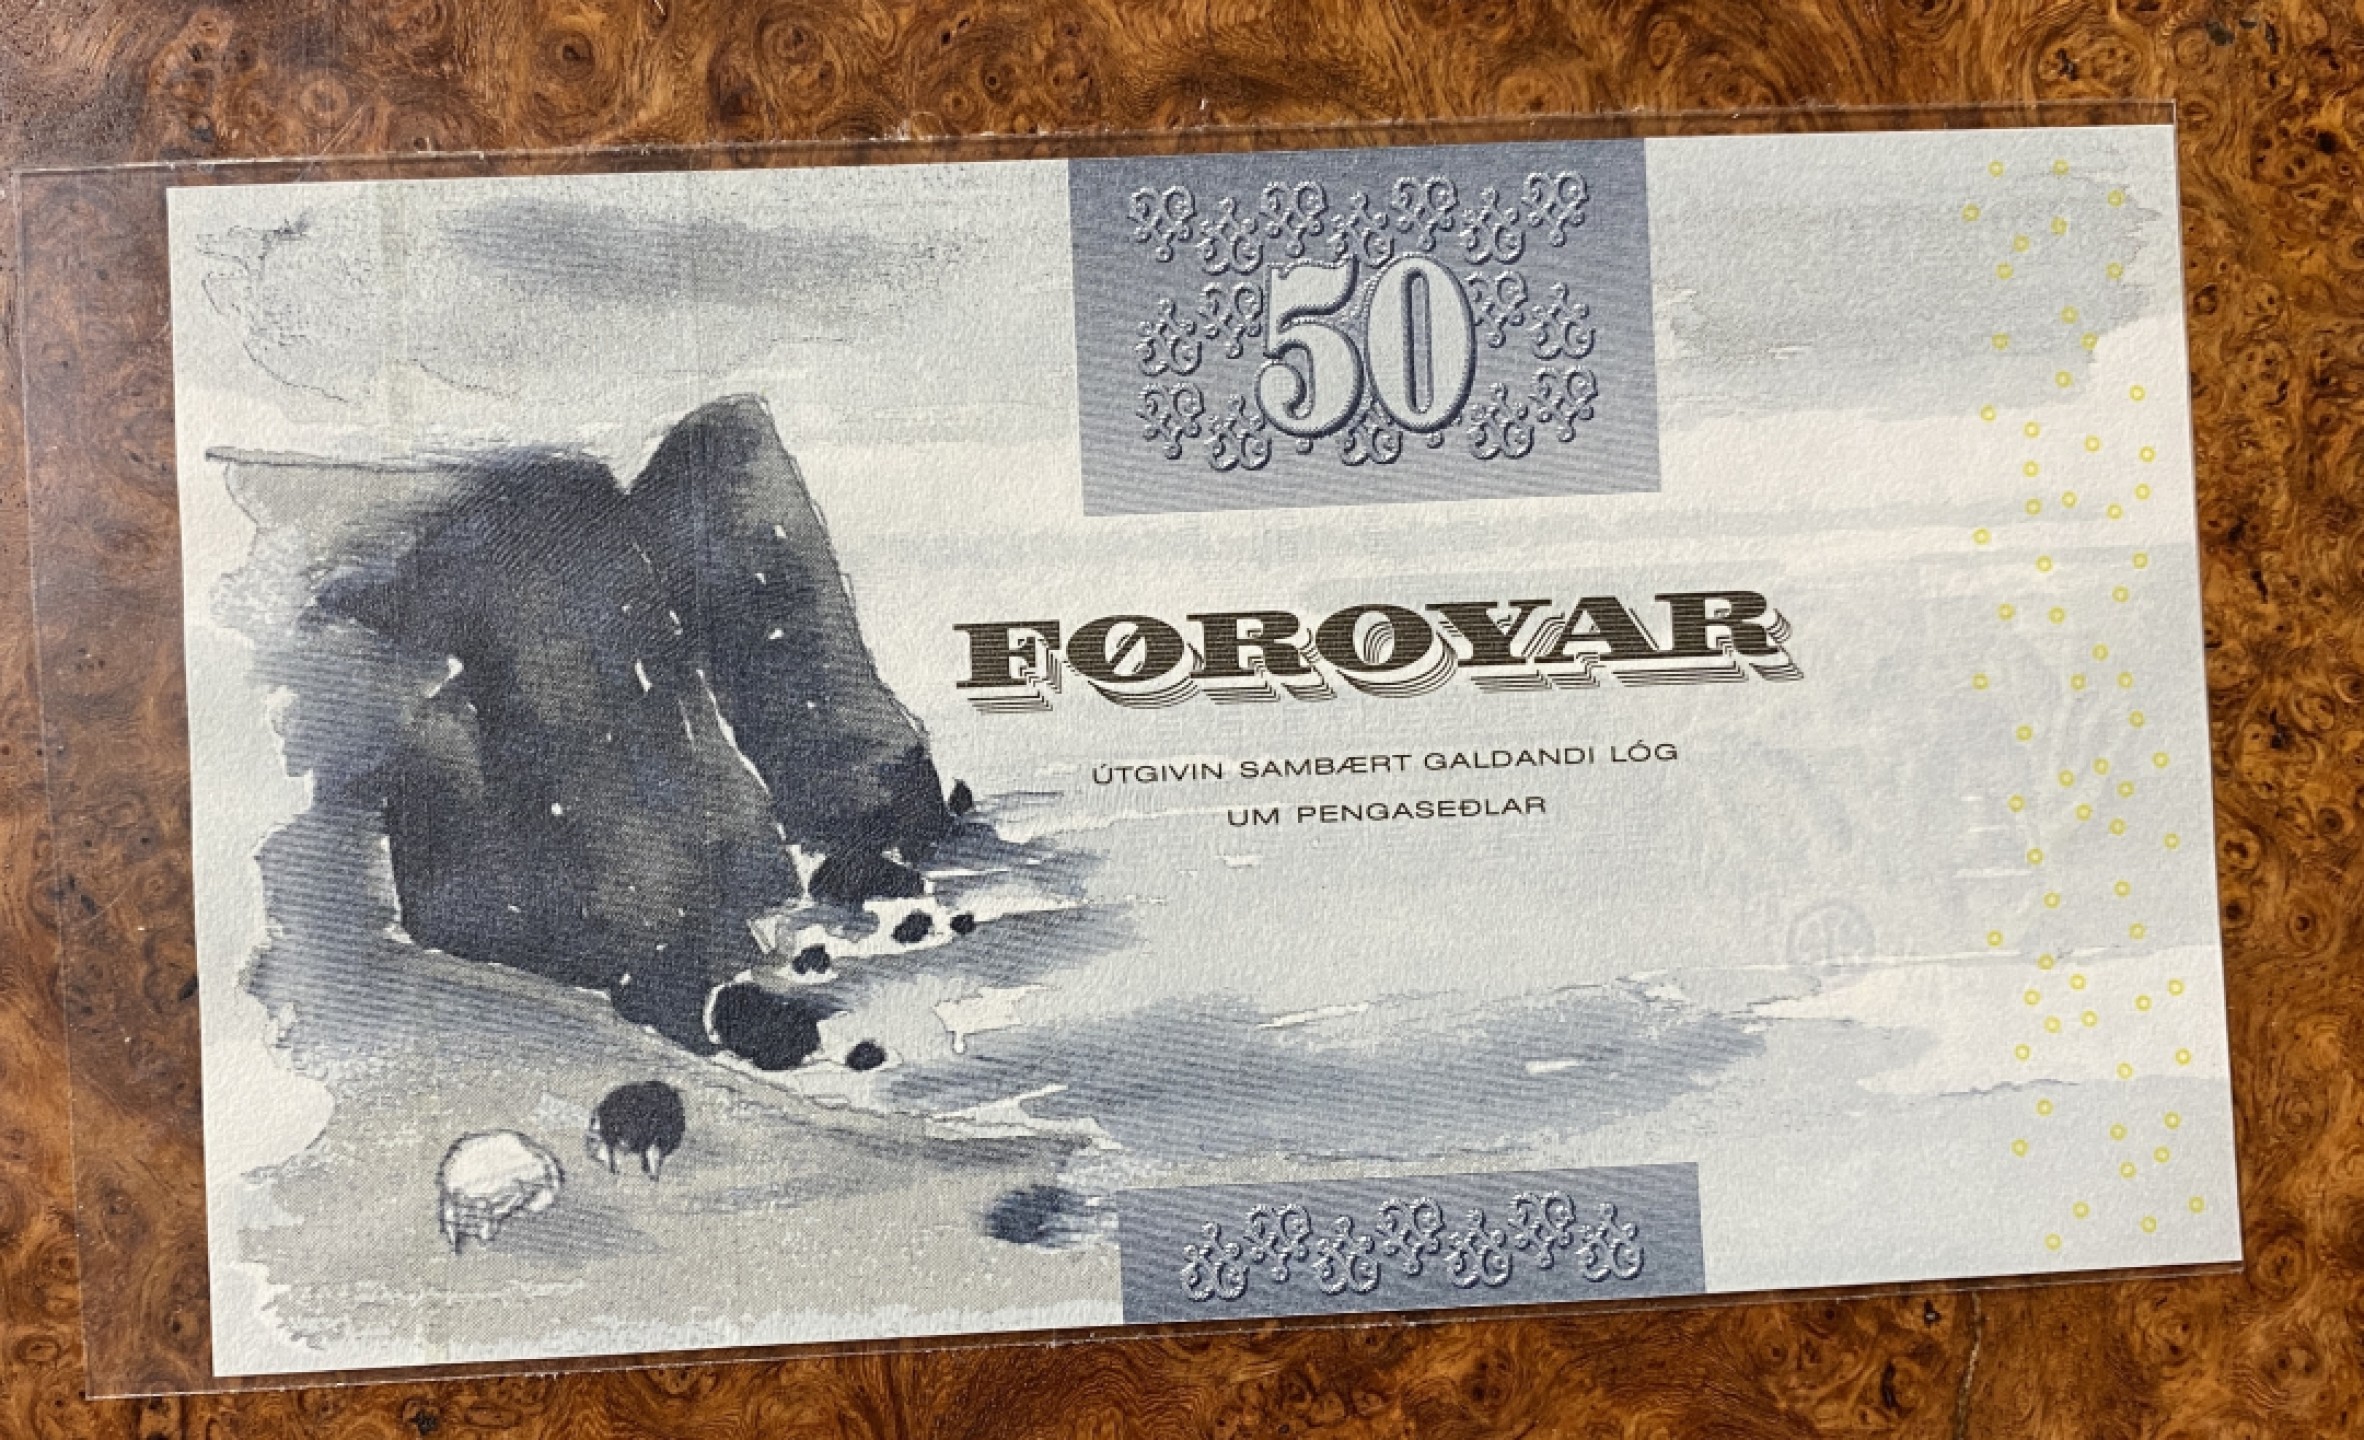 50
FØROYAR
ÚTGIVIN SAMBÆRT GALDANDI LÓG
UM PENGASEÐLAR